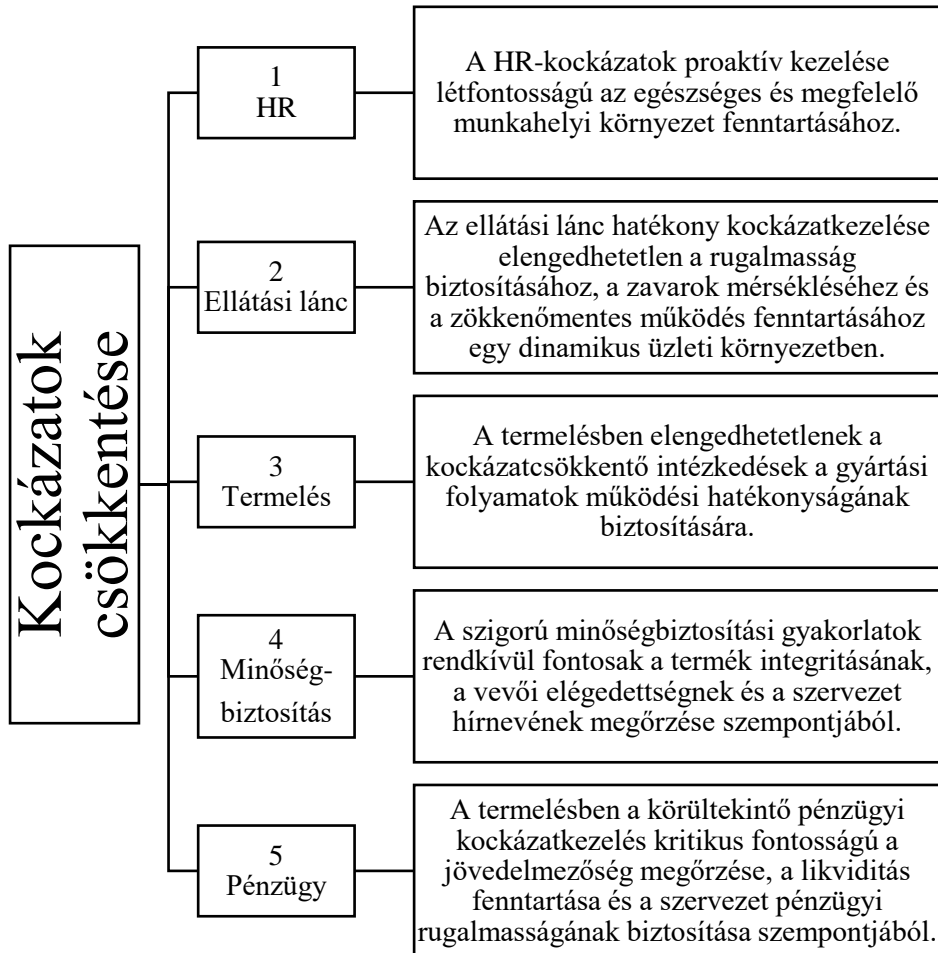 Kockázatok
csökkentése
1
HR
A HR-kockázatok proaktív kezelése
létfontosságú az egészséges és megfelelő
munkahelyi környezet fenntartásához.
2
Ellátási lánc
Az ellátási lánc hatékony kockázatkezelése
elengedhetetlen a rugalmasság
biztosításához, a zavarok mérsékléséhez és
a zökkenőmentes működés fenntartásához
egy dinamikus üzleti környezetben.
3
Termelés
A termelésben elengedhetetlenek a
kockázatcsökkentő intézkedések a gyártási
folyamatok működési hatékonyságának
biztosítására.
4
Minőség-
biztosítás
A szigorú minőségbiztosítási gyakorlatok
rendkívül fontosak a termék integritásának,
a vevői elégedettségnek és a szervezet
hírnevének megőrzése szempontjából.
5
Pénzügy
A termelésben a körültekintő pénzügyi
kockázatkezelés kritikus fontosságú a
jövedelmezőség megőrzése, a likviditás
fenntartása és a szervezet pénzügyi
rugalmasságának biztosítása szempontjából.